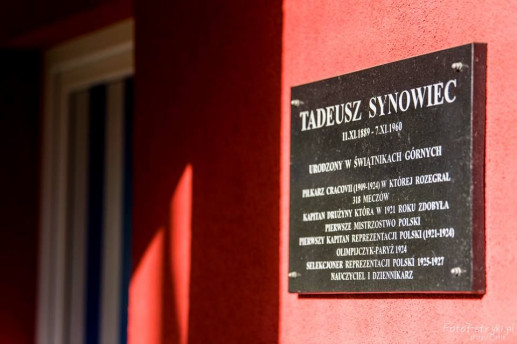 TADEUSZ SYNOWIEC
11.XI.1889 - 7.XI.1960
URODZONY W ŚWIĄTNIKACH GÓRNYCH
PIŁKARZ CRACOVII (1909-1924) W KTÓREJ ROZEGRAŁ
318 MECZÓW
KAPITAN DRUŻYNY KTÓRA W 1921 ROKU ZDOBYŁA
PIERWSZE MISTRZOSTWO POLSKI
PIERWSZY KAPITAN REPREZENTACJI POLSKI (1921-1924)
OLIMPIJCZYK-PARYŻ 1924
SELEKCJONER REPREZENTACJI POLSKI 1925-1927
NAUCZYCIEL I DZIENNIKARZ